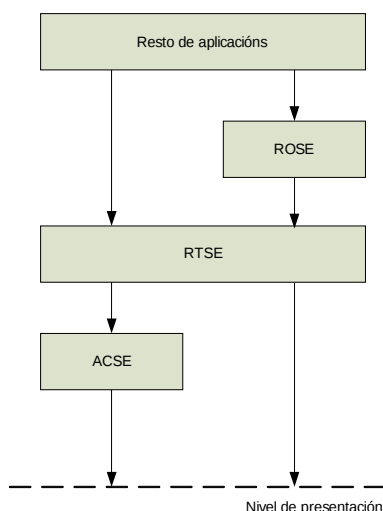 Resto de aplicacións
ROSE
RTSE
ACSE
Nivel de presentación